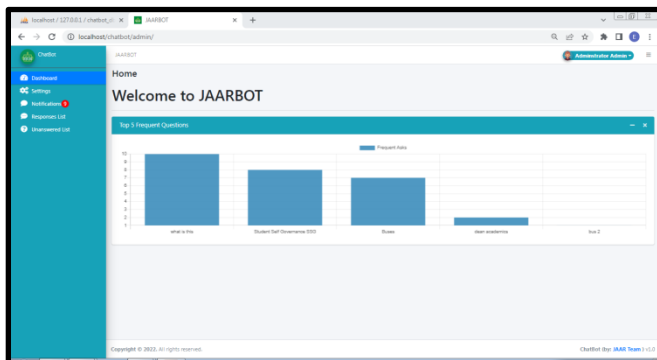 localhost / 127.0.0.1 / chatbot_d
JAARBOT
localhost/chatbot/admin/
ChatBot
JAARBOT
Administrator Admin
Dashboard
Settings
Notifications
Responses List
Unanswered List
Home
Welcome to JAARBOT
Top 5 Frequent Questions
Frequent Asks
10
9
8
7
6
5
4
3
2
1
what is this
Student Self Governance SSG
Buses
dean academics
bus 2
Copyright © 2022. All rights reserved.
ChatBot (by: JAAR Team ) v1.0